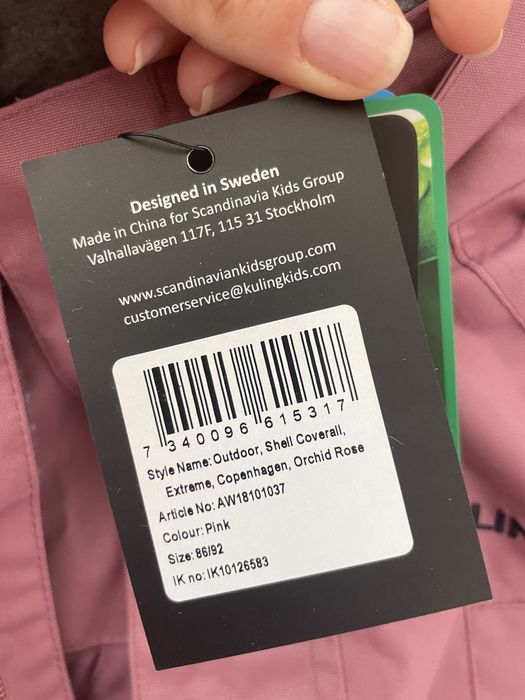 Designed in Sweden
Made in China for Scandinavia Kids Group
Valhallavägen 117F, 115 31 Stockholm
www.scandinaviankidsgroup.com
customerservice@kulingkids.com
7 340096 615317
Style Name: Outdoor, Shell Coverall,
Extreme, Copenhagen, Orchid Rose
Article No: AW18101037
Colour: Pink
Size: 86/92
IK no: IK10126583
LIN